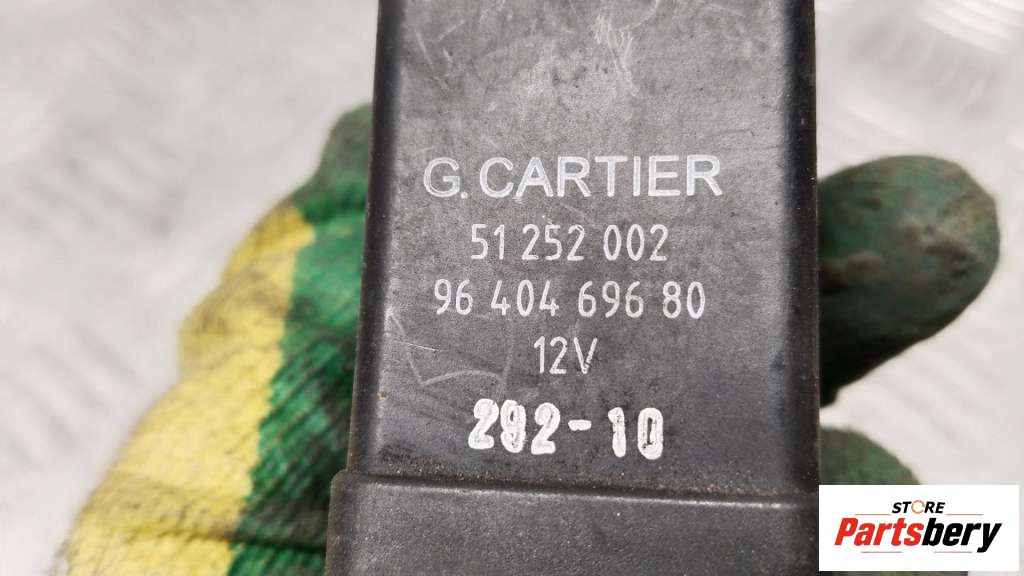 G.CARTIER
51 252 002
96 404 696 80
12V
292-10
STORE
Partsbery